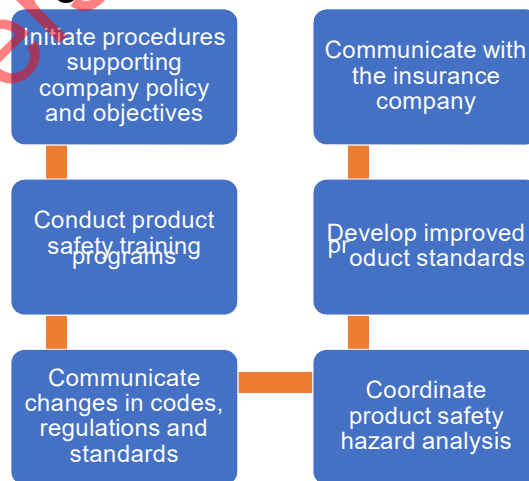 Initiate procedures
supporting
company policy
and objectives
Conduct product
safety training
programs
Communicate
changes in codes,
regulations and
standards
Coordinate
product safety
hazard analysis
Develop improved
product standards
Communicate with
the insurance
company